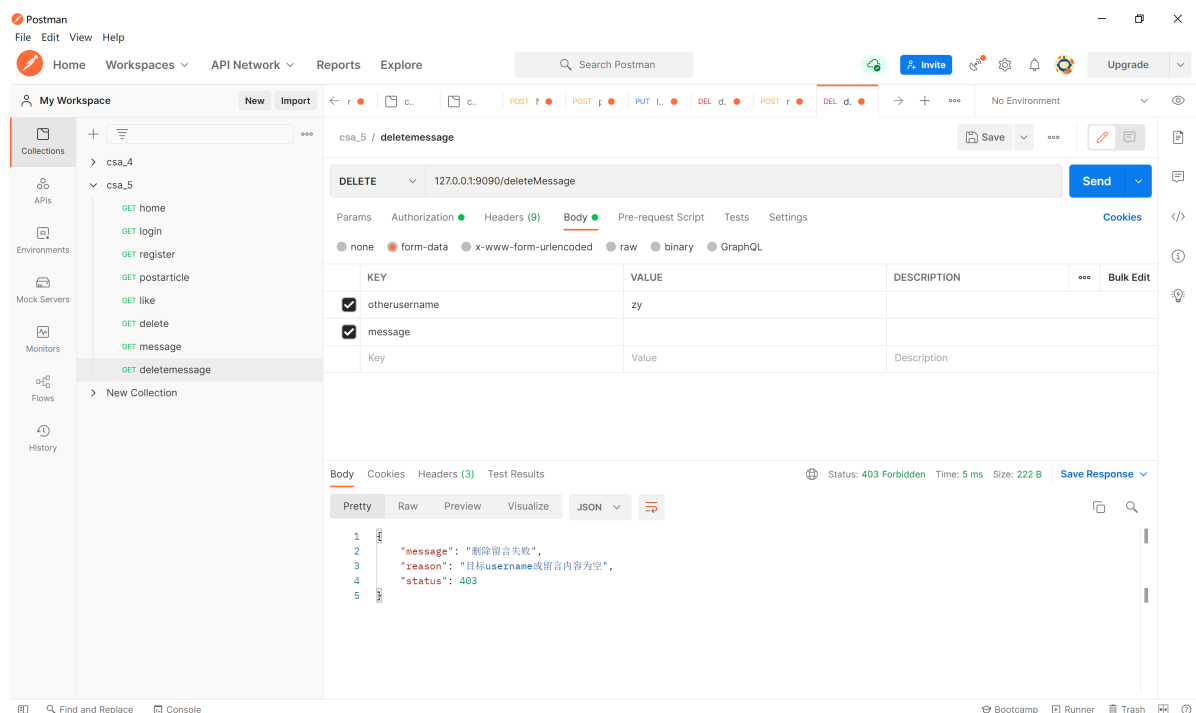 Postman
File Edit View Help
Home Workspaces API Network Reports Explore Search Postman Invite Upgrade
My Workspace New Import
r c.. c.. POST POST PUT l.. DEL d. POST r DEL d. No Environment
Collections
APIs
Environments
Mock Servers
Monitors
Flows
History
csa_4
csa_5
GET home
GET login
GET register
GET postarticle
GET like
GET delete
GET message
GET deletemessage
New Collection
csa_5 / deletemessage Save
DELETE 127.0.0.1:9090/deleteMessage Send
Params Authorization Headers (9) Body Pre-request Script Tests Settings Cookies
none form-data x-www-form-urlencoded raw binary GraphQL
KEY VALUE DESCRIPTION Bulk Edit
otherusername zy
message
Key Value Description
Body Cookies Headers (3) Test Results Status: 403 Forbidden Time: 5 ms Size: 222 B Save Response
Pretty Raw Preview Visualize JSON
1 {
2 "message": "删除留言失败",
3 "reason": "目标username或留言内容为空",
4 "status": 403
5 }
Find and Replace Console Bootcamp Runner Trash